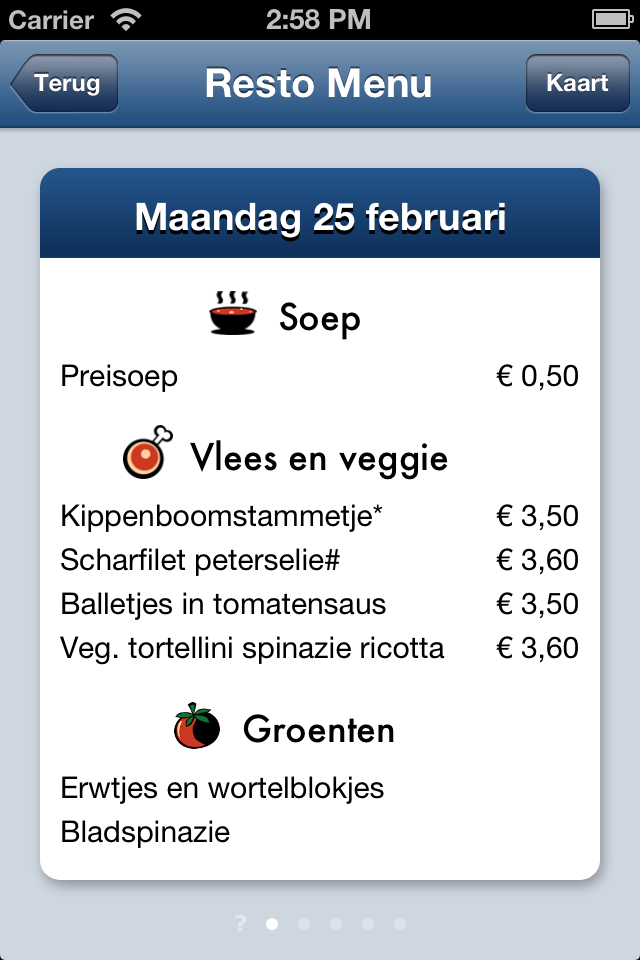 Carrier 2:58 PM
Terug Resto Menu Kaart
Maandag 25 februari
Soep
Preisoep € 0,50
Vlees en veggie
Kippenboomstammetje* € 3,50
Scharfilet peterselie# € 3,60
Balletjes in tomatensaus € 3,50
Veg. tortellini spinazie ricotta € 3,60
Groenten
Erwtjes en wortelblokjes
Bladspinazie
?